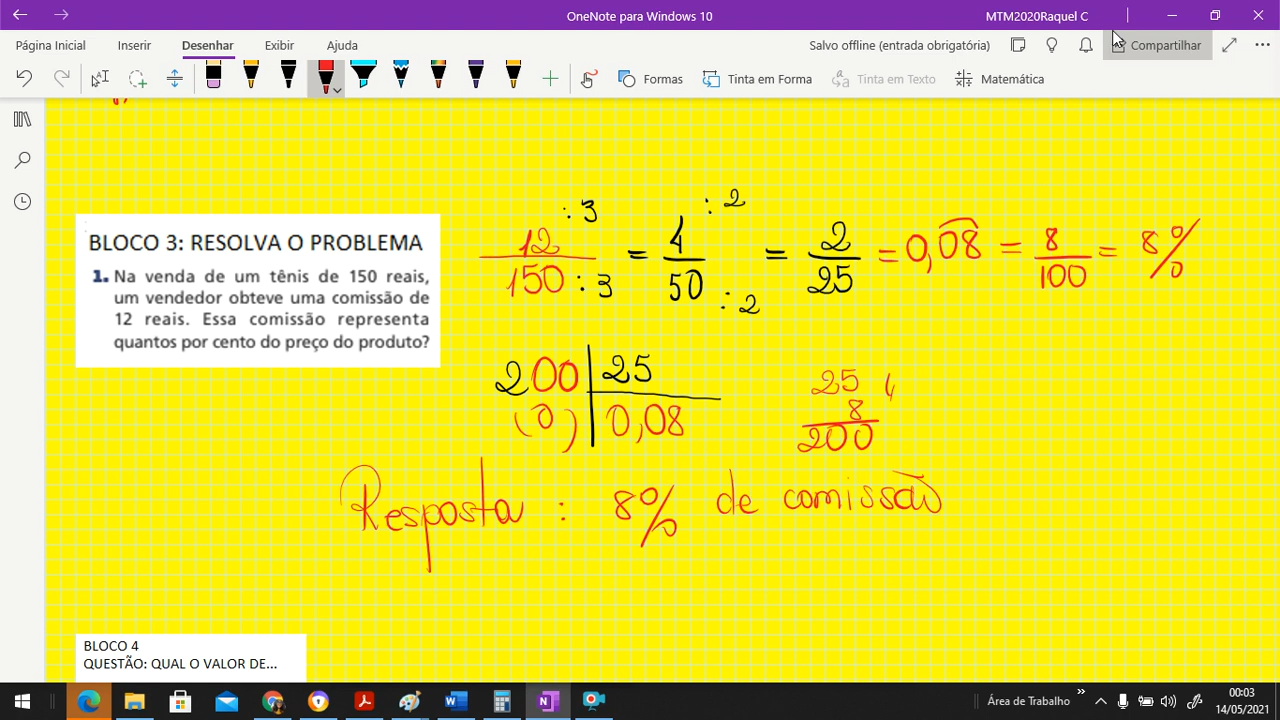 OneNote para Windows 10
MTM2020Raquel C
Página Inicial Inserir Desenhar Exibir Ajuda
Salvo offline (entrada obrigatória) Compartilhar
Formas Tinta em Forma Tinta em Texto Matemática
BLOCO 3: RESOLVA O PROBLEMA
1. Na venda de um tênis de 150 reais,
um vendedor obteve uma comissão de
12 reais. Essa comissão representa
quantos por cento do preço do produto?
: 3 : 2
12 = 4 = 2 = 0,08 = 8 = 8%
150 : 3 50 : 2 25 100
200 25
(0) 0,08
25
8
200
Resposta : 8% de comissão
BLOCO 4
QUESTÃO: QUAL O VALOR DE...
Área de Trabalho
00:03
14/05/2021